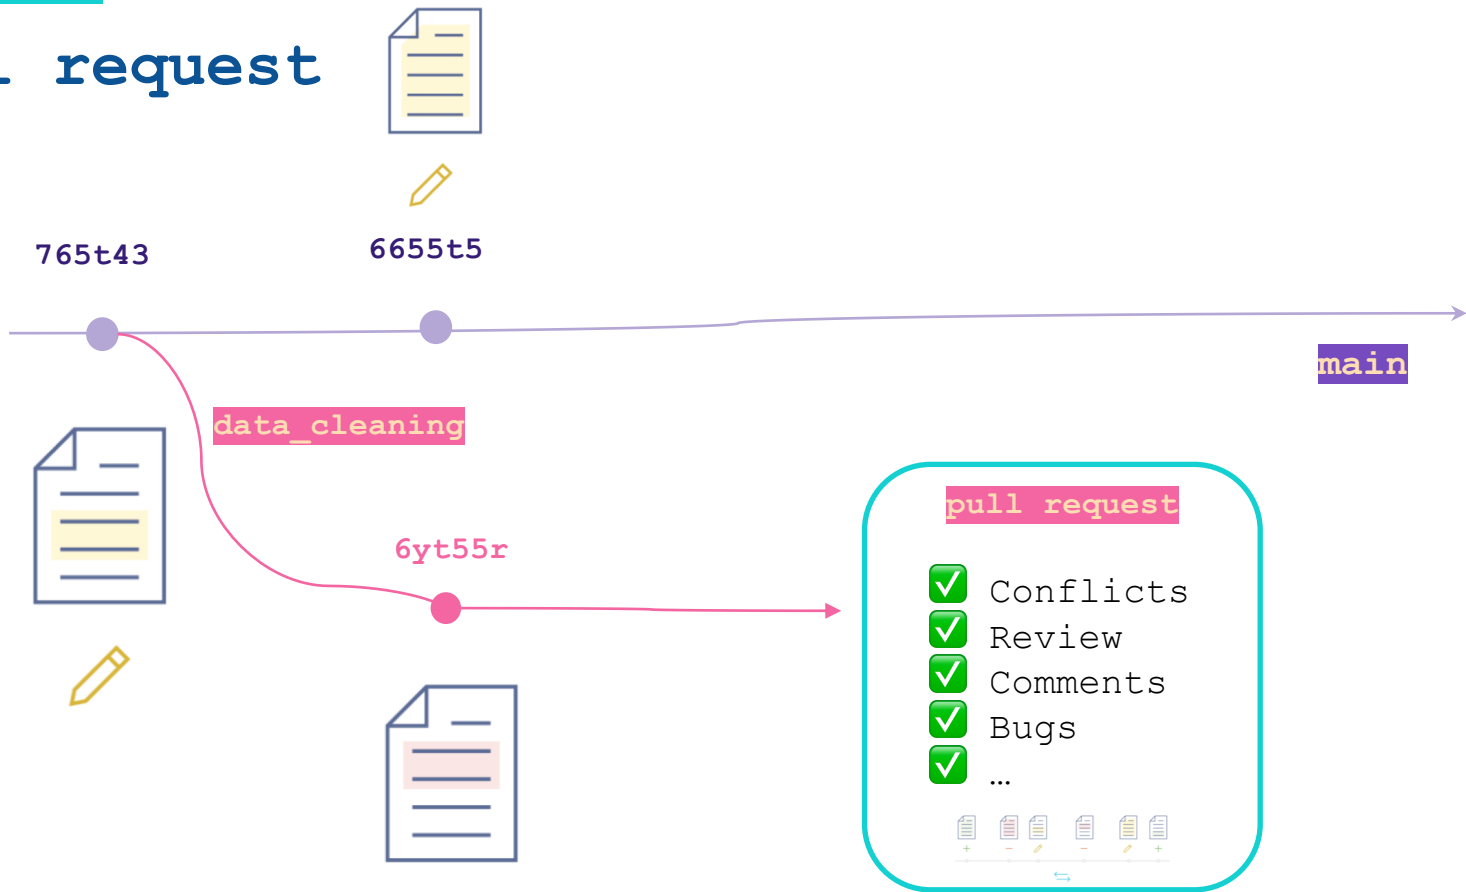 request
765t43
6655t5
main
data_cleaning
6yt55r
pull request
✅ Conflicts
✅ Review
✅ Comments
✅ Bugs
✅ …